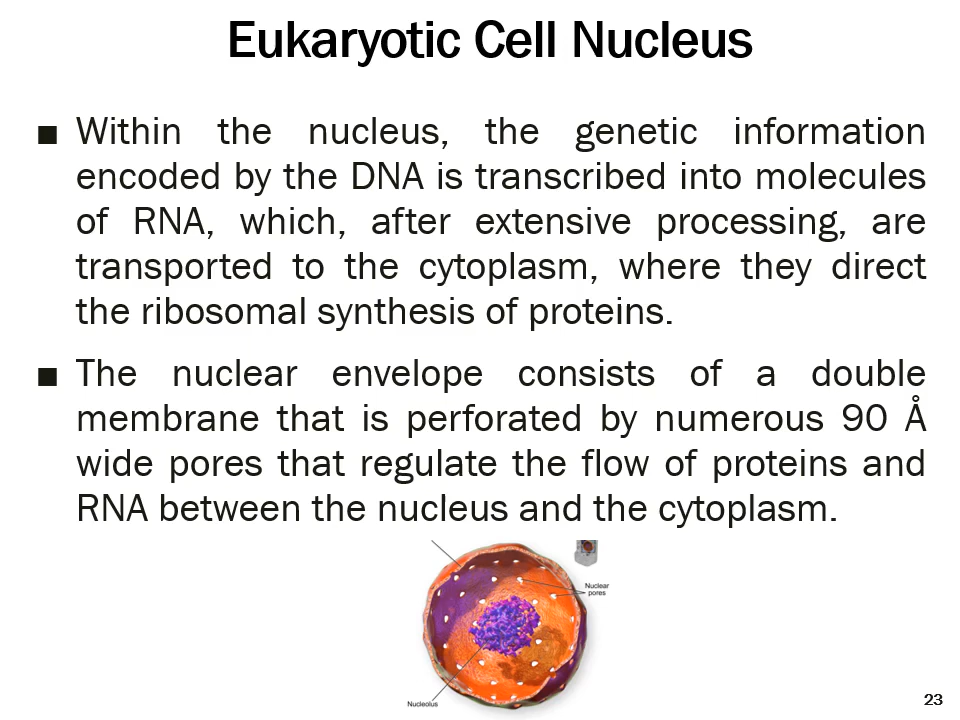 Eukaryotic Cell Nucleus
■ Within the nucleus, the genetic information
encoded by the DNA is transcribed into molecules
of RNA, which, after extensive processing, are
transported to the cytoplasm, where they direct
the ribosomal synthesis of proteins.
■ The nuclear envelope consists of a double
membrane that is perforated by numerous 90 Å
wide pores that regulate the flow of proteins and
RNA between the nucleus and the cytoplasm.
Nuclear
pores
Nucleolus
23